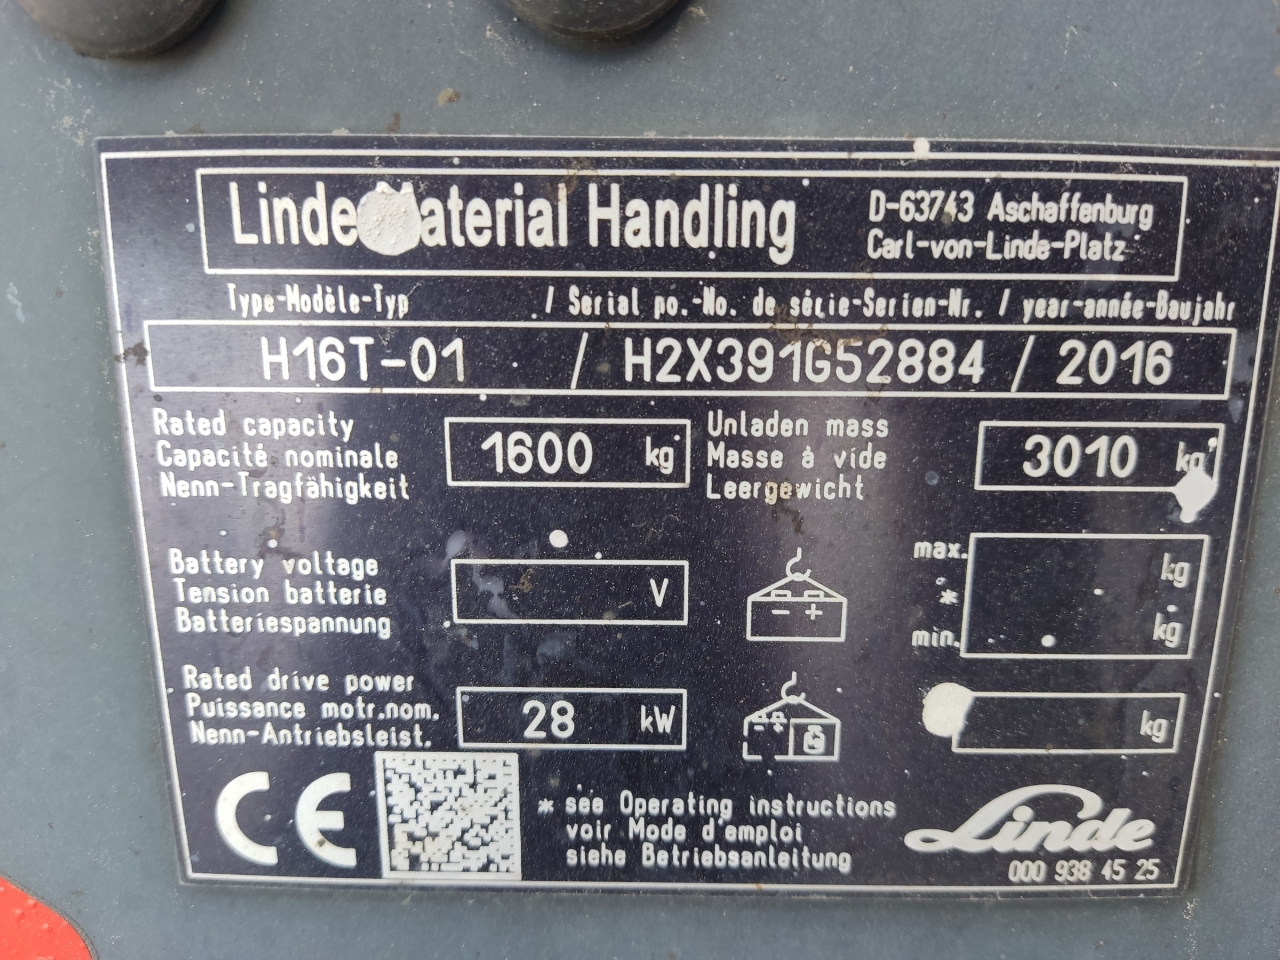 Linde Material Handling
D-63743 Aschaffenburg
Carl-von-Linde-Platz
Type-Modèle-Typ / Serial no.-No. de série-Serien-Nr. / year-année-Baujahr
H16T-01 / H2X391G52884 / 2016
Rated capacity
Capacité nominale
Nenn-Tragfähigkeit
1600 kg
Unladen mass
Masse à vide
Leergewicht
3010 kg
Battery voltage
Tension batterie
Batteriespannung
V
- +
max. kg
*
min. kg
Rated drive power
Puissance motr.nom.
Nenn-Antriebsleist.
28 kW
- +
kg
CE
* see Operating instructions
voir Mode d'emploi
siehe Betriebsanleitung
Linde
000 938 45 25